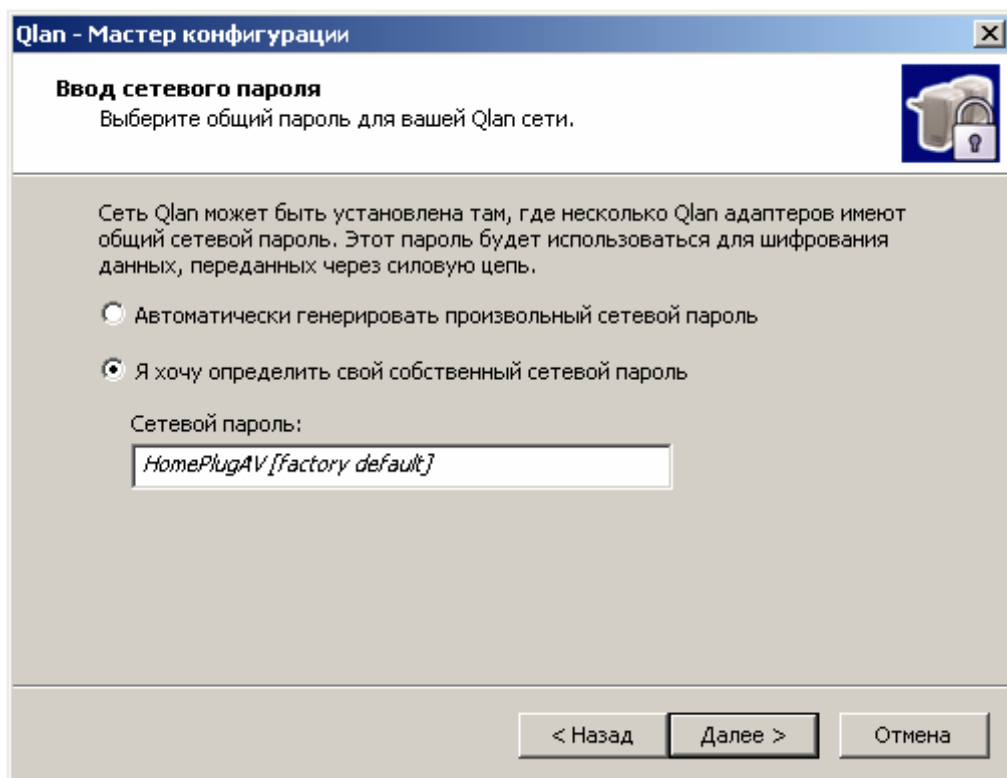 Qlan - Мастер конфигурации
Ввод сетевого пароля
Выберите общий пароль для вашей Qlan сети.
Сеть Qlan может быть установлена там, где несколько Qlan адаптеров имеют
общий сетевой пароль. Этот пароль будет использоваться для шифрования
данных, переданных через силовую цепь.
Автоматически генерировать произвольный сетевой пароль
Я хочу определить свой собственный сетевой пароль
Сетевой пароль:
HomePlugAV [factory default]
< Назад
Далее >
Отмена